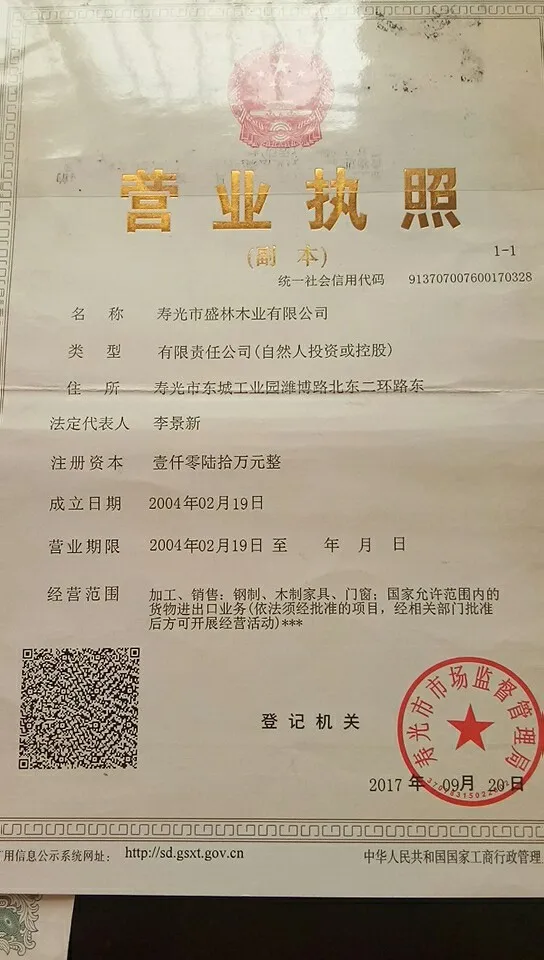 营业执照
(副 本)
1-1
统一社会信用代码 913707007600170328
名 称 寿光市盛林木业有限公司
类 型 有限责任公司(自然人投资或控股)
住 所 寿光市东城工业园潍博路北东二环路东
法定代表人 李景新
注册资本 壹仟零陆拾万元整
成立日期 2004年02月19日
营业期限 2004年02月19日 至 年 月 日
经营范围 加工、销售：钢制、木制家具、门窗；国家允许范围内的
货物进出口业务(依法须经批准的项目，经相关部门批准
后方可开展经营活动)***
寿光市市场监督管理局
登记机关
2017 年 09月 20日
用信息公示系统网址： http://sd.gsxt.gov.cn
中华人民共和国国家工商行政管理